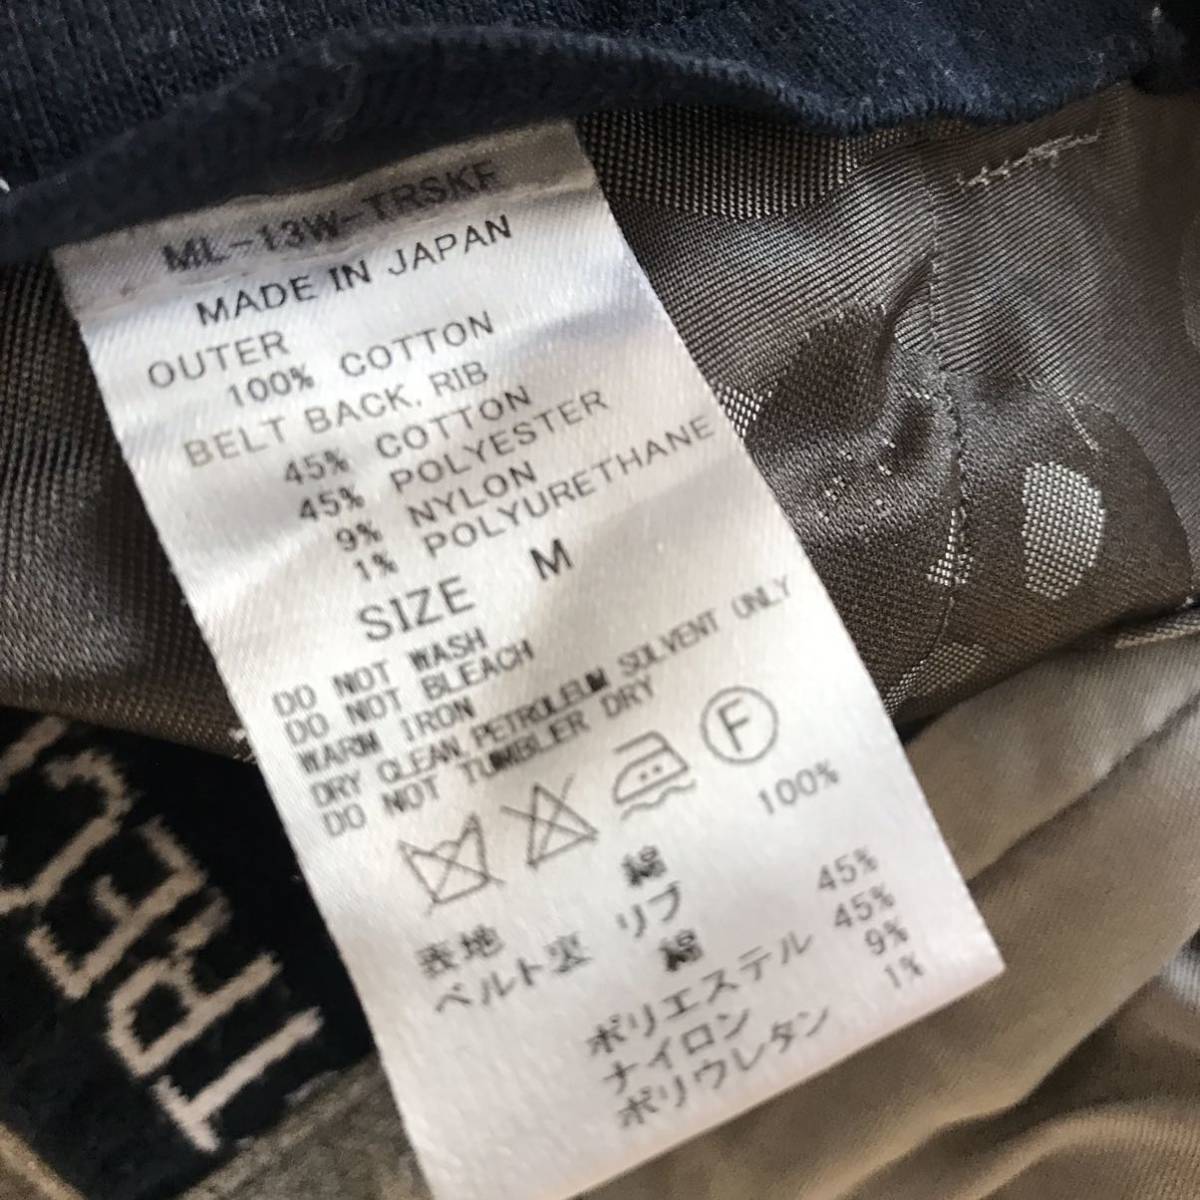 ML-13W-TRSKF
MADE IN JAPAN
OUTER
100% COTTON
BELT BACK. RIB
45% COTTON
45% POLYESTER
9% NYLON
1% POLYURETHANE
SIZE M
DO NOT WASH
DO NOT BLEACH
WARM IRON
DRY CLEAN. PETROLEUM SOLVENT ONLY
DO NOT TUMBLER DRY
F
表地 綿 100%
ベルト裏 リブ
綿 45%
ポリエステル 45%
ナイロン 9%
ポリウレタン 1%